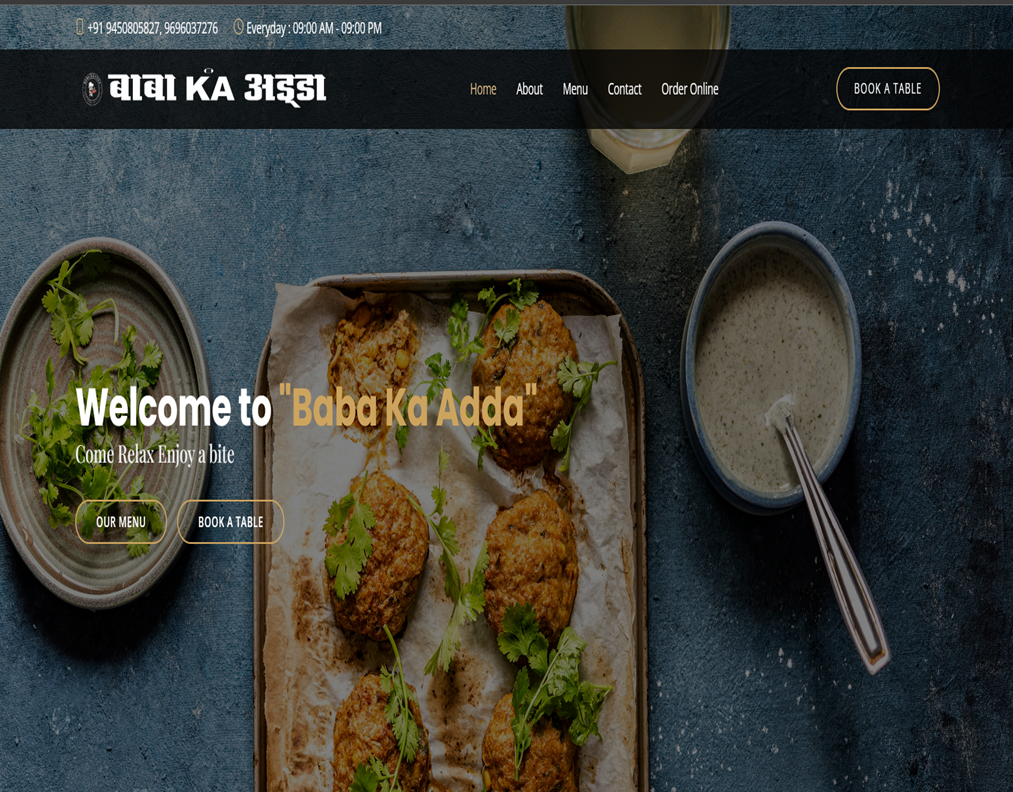 +91 9450805827, 9696037276 Everyday : 09:00 AM - 09:00 PM
बाबा KA अड्डा Home About Menu Contact Order Online BOOK A TABLE
Welcome to "Baba Ka Adda"
Come Relax Enjoy a bite
OUR MENU BOOK A TABLE